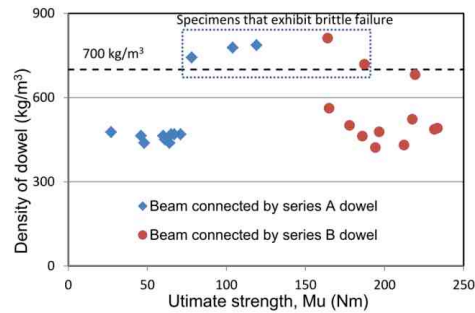 Specimens that exhibit brittle failure
700 kg/m³
Density of dowel (kg/m³)
900
600
300
0
Beam connected by series A dowel
Beam connected by series B dowel
0 50 100 150 200 250
Utimate strength, Mu (Nm)